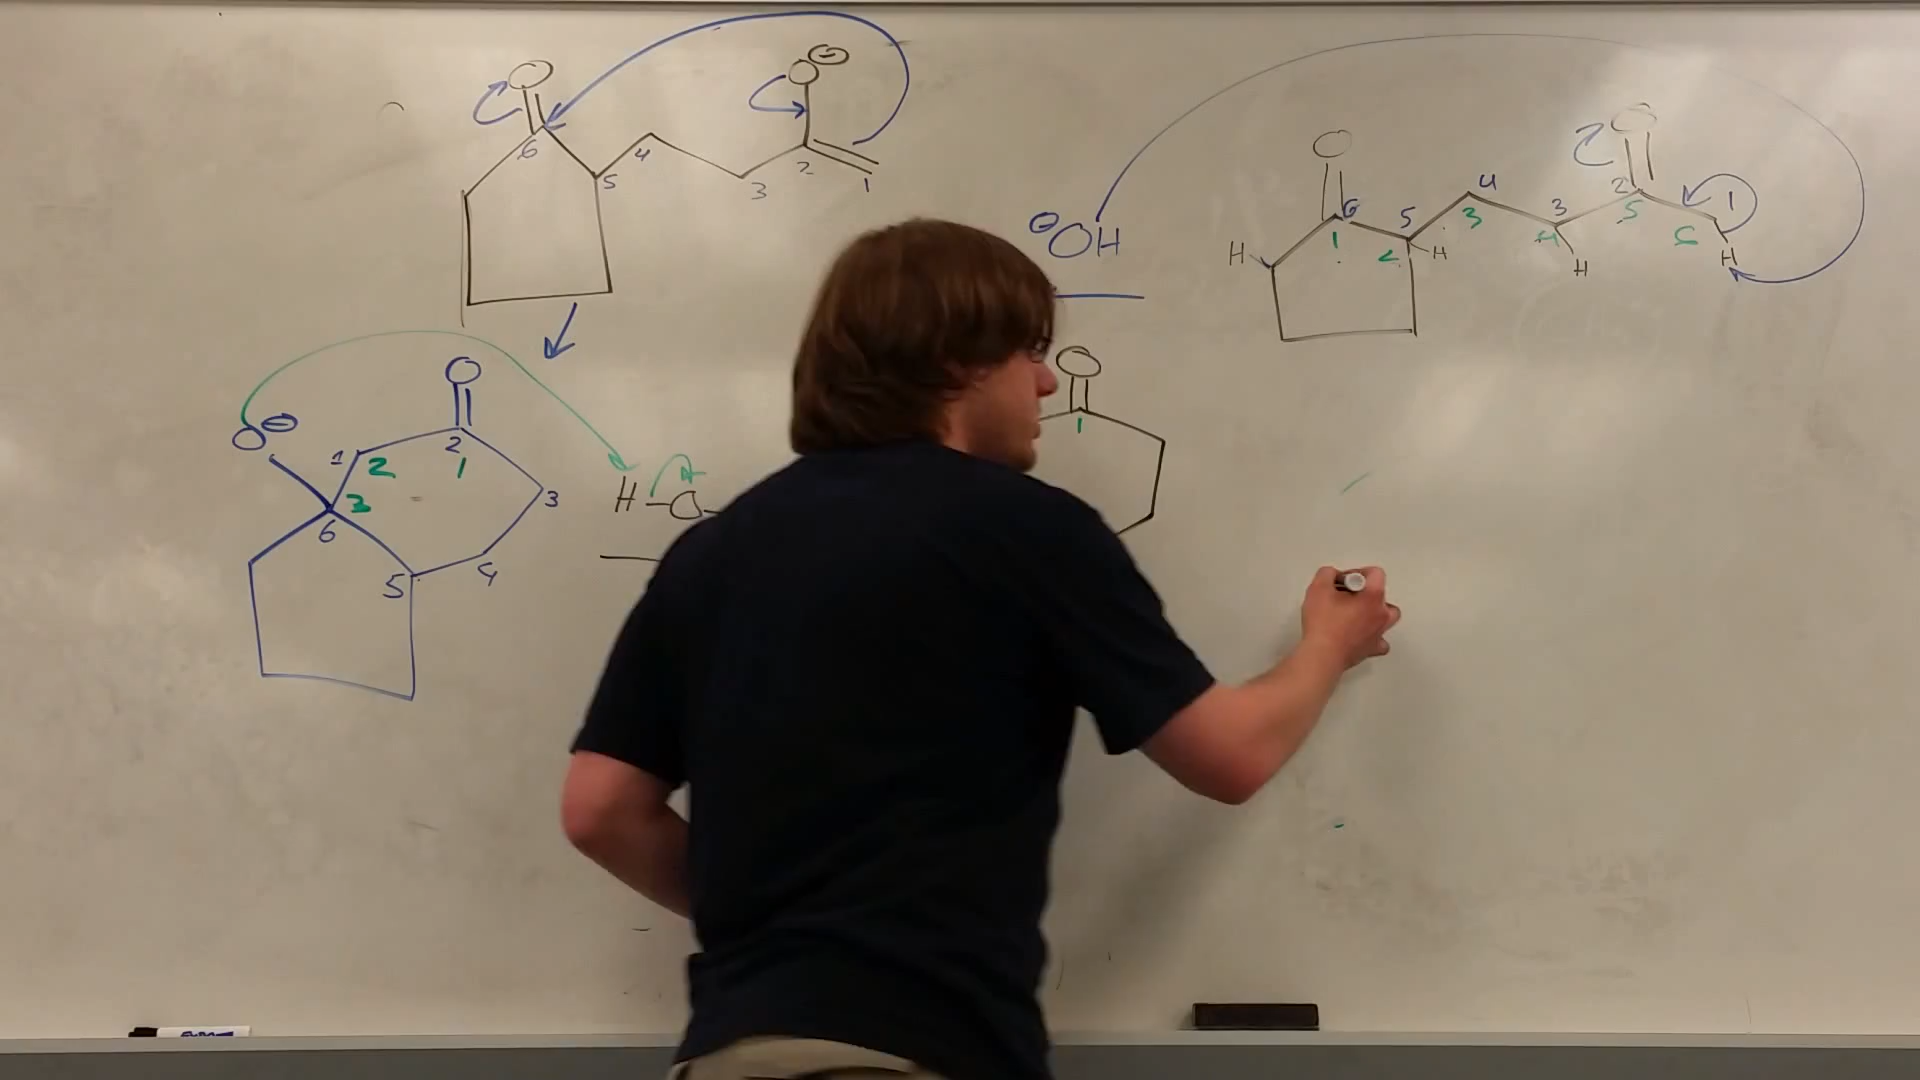 O ⊖
O
6 5 4 3 2 1
⊖OH
O O
6 5 4 3 2 1
1 2 3 4 5 6
H H H H
O
O ⊖
1 2 3 4 5 6
2 1 3
H-O
O
1